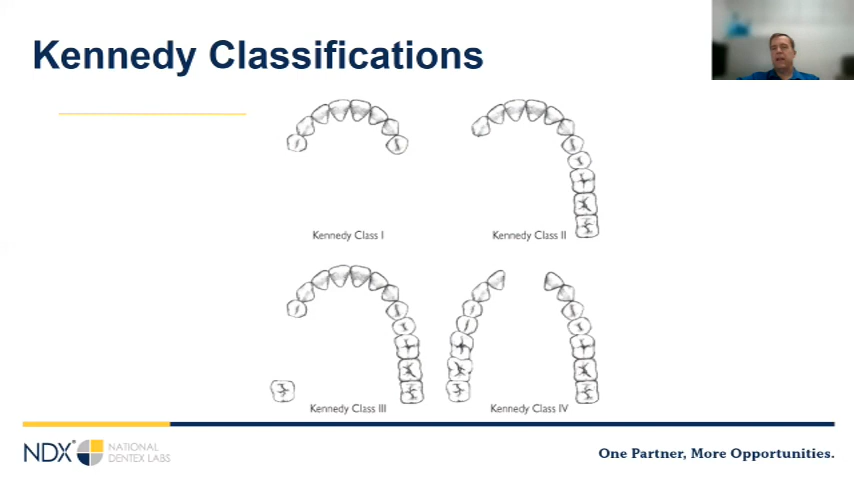 Kennedy Classifications
Kennedy Class I
Kennedy Class II
Kennedy Class III
Kennedy Class IV
NDX®
NATIONAL
DENTEX LABS
One Partner, More Opportunities.